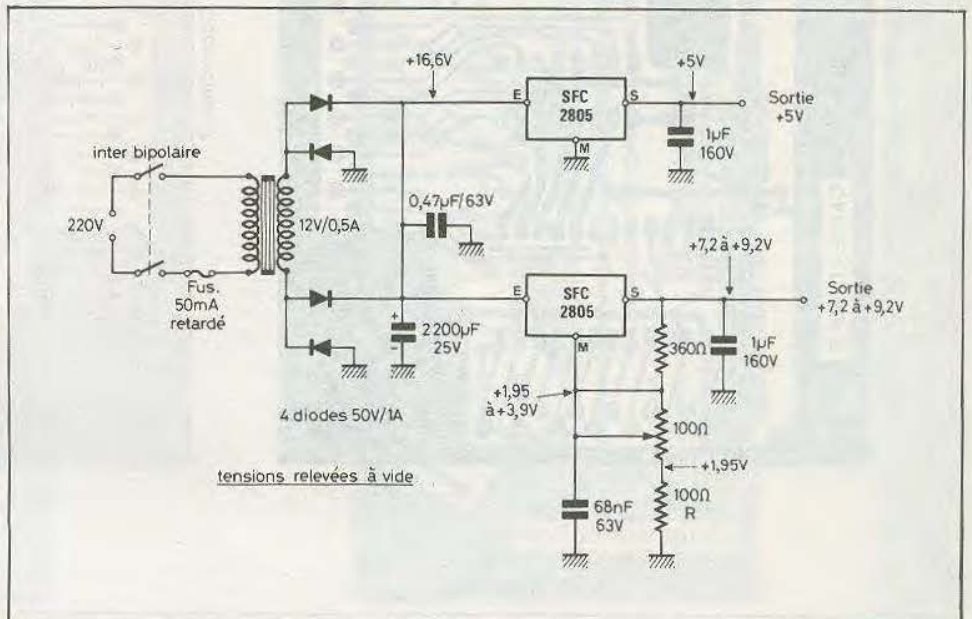 +16,6V
E
SFC
2805
S
M
+5V
Sortie
+5V
1µF
160V
inter bipolaire
220V
12V/0,5A
0,47µF/63V
Fus.
50mA
retardé
+7,2 à +9,2V
E
SFC
2805
S
M
Sortie
+7,2 à +9,2V
+
−
2200µF
25V
360Ω
1µF
160V
4 diodes 50V/1A
+1,95
à +3,9V
100Ω
+1,95V
tensions relevées à vide
68nF
63V
100Ω
R